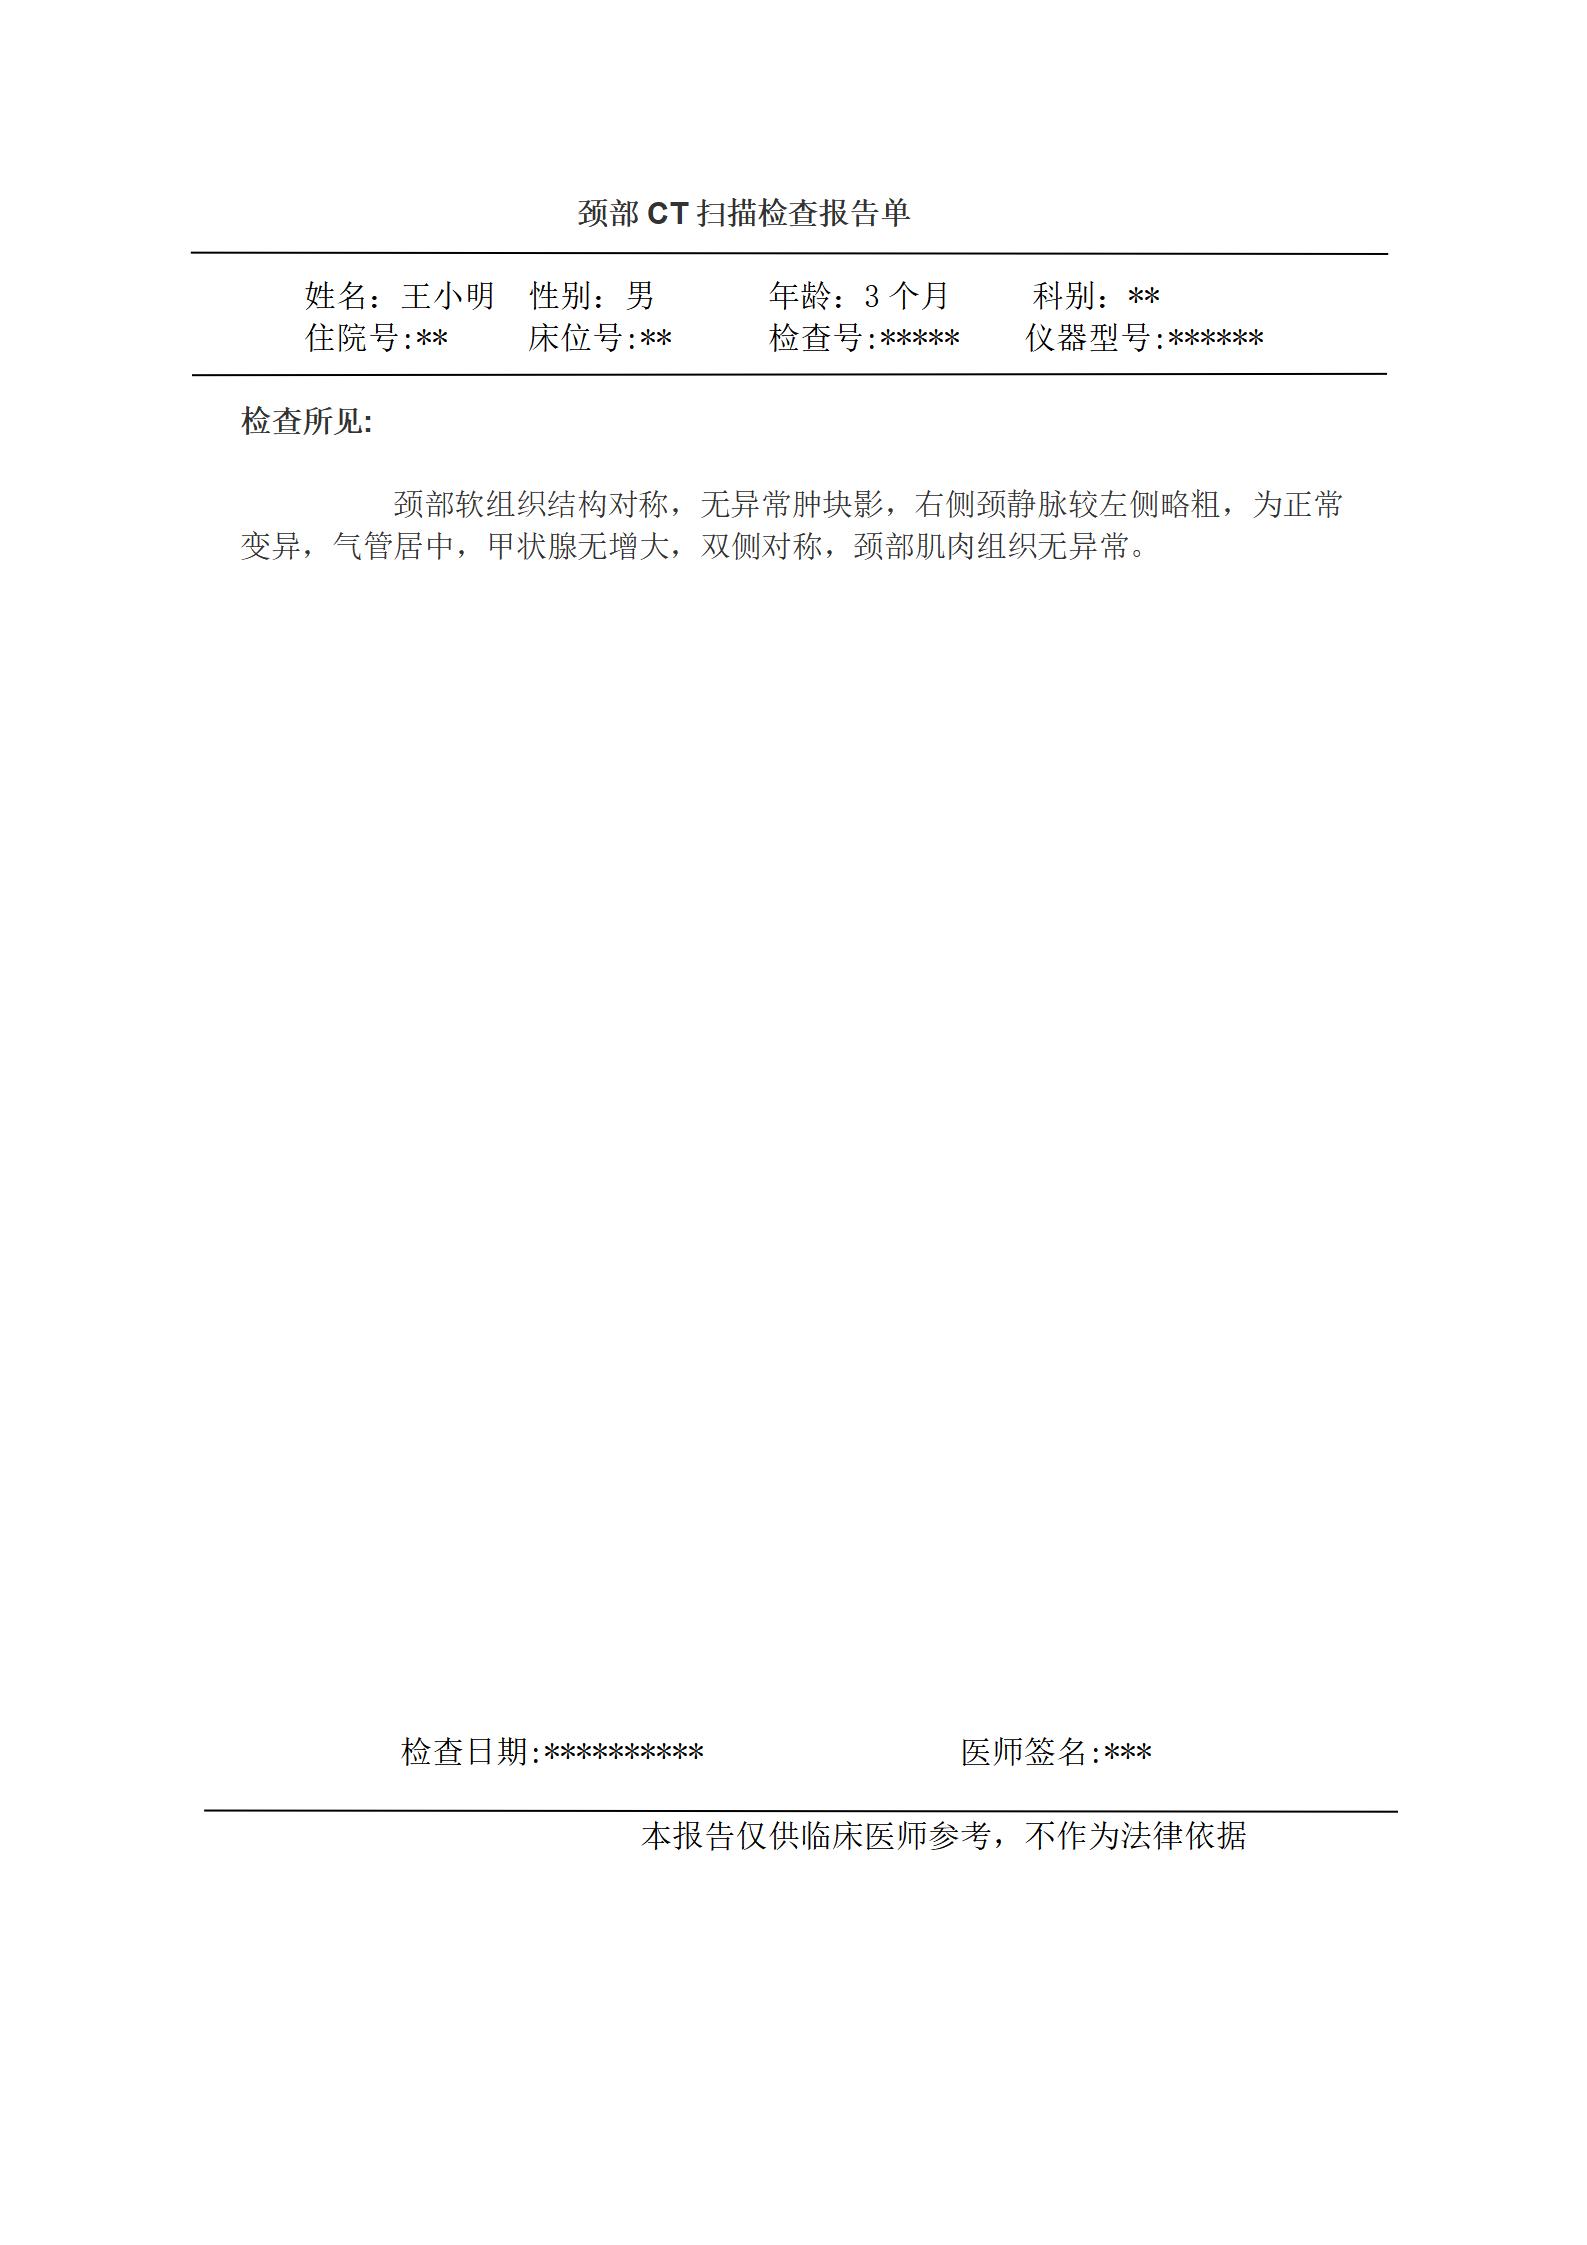 颈部 CT 扫描检查报告单
姓名：王小明 性别：男 年龄：3 个月 科别：**
住院号:** 床位号:** 检查号:***** 仪器型号:******
检查所见:
颈部软组织结构对称，无异常肿块影，右侧颈静脉较左侧略粗，为正常
变异，气管居中，甲状腺无增大，双侧对称，颈部肌肉组织无异常。
检查日期:********** 医师签名:***
本报告仅供临床医师参考，不作为法律依据